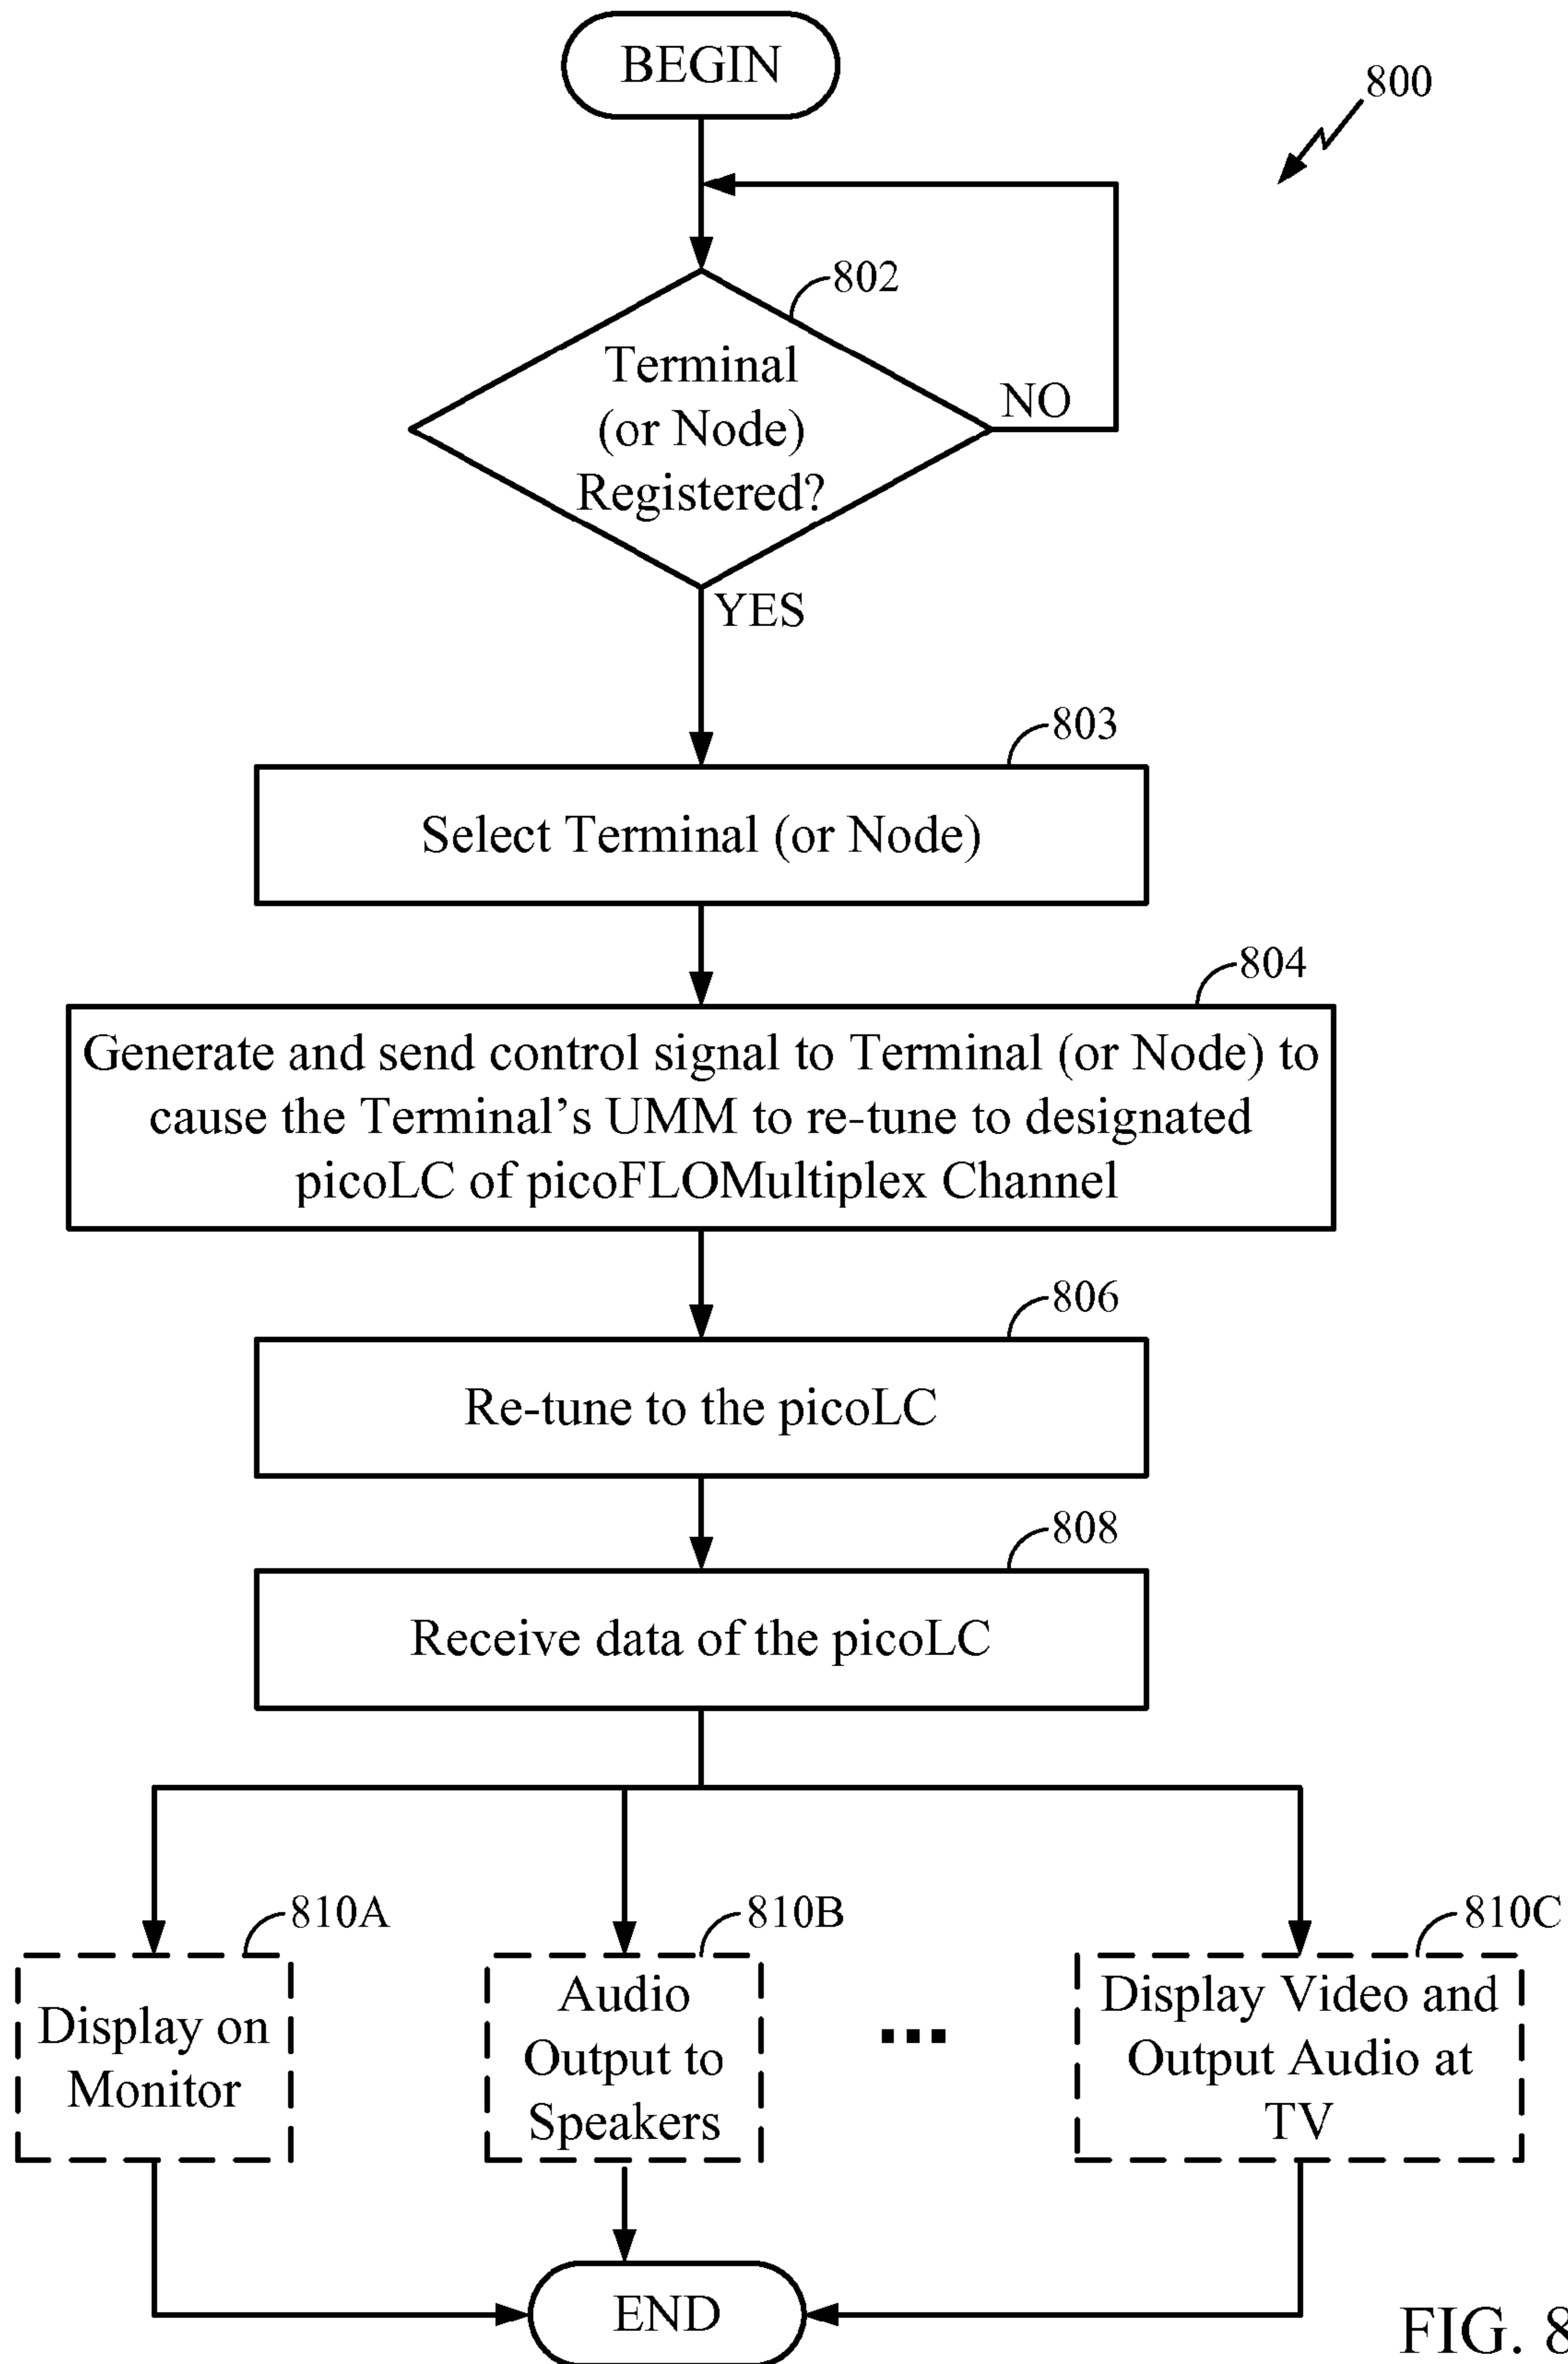 BEGIN
800
802
Terminal
(or Node)
Registered?
NO
YES
803
Select Terminal (or Node)
804
Generate and send control signal to Terminal (or Node) to
cause the Terminal's UMM to re-tune to designated
picoLC of picoFLOMultiplex Channel
806
Re-tune to the picoLC
808
Receive data of the picoLC
810A
Display on
Monitor
810B
Audio
Output to
Speakers
...
810C
Display Video and
Output Audio at
TV
END
FIG. 8